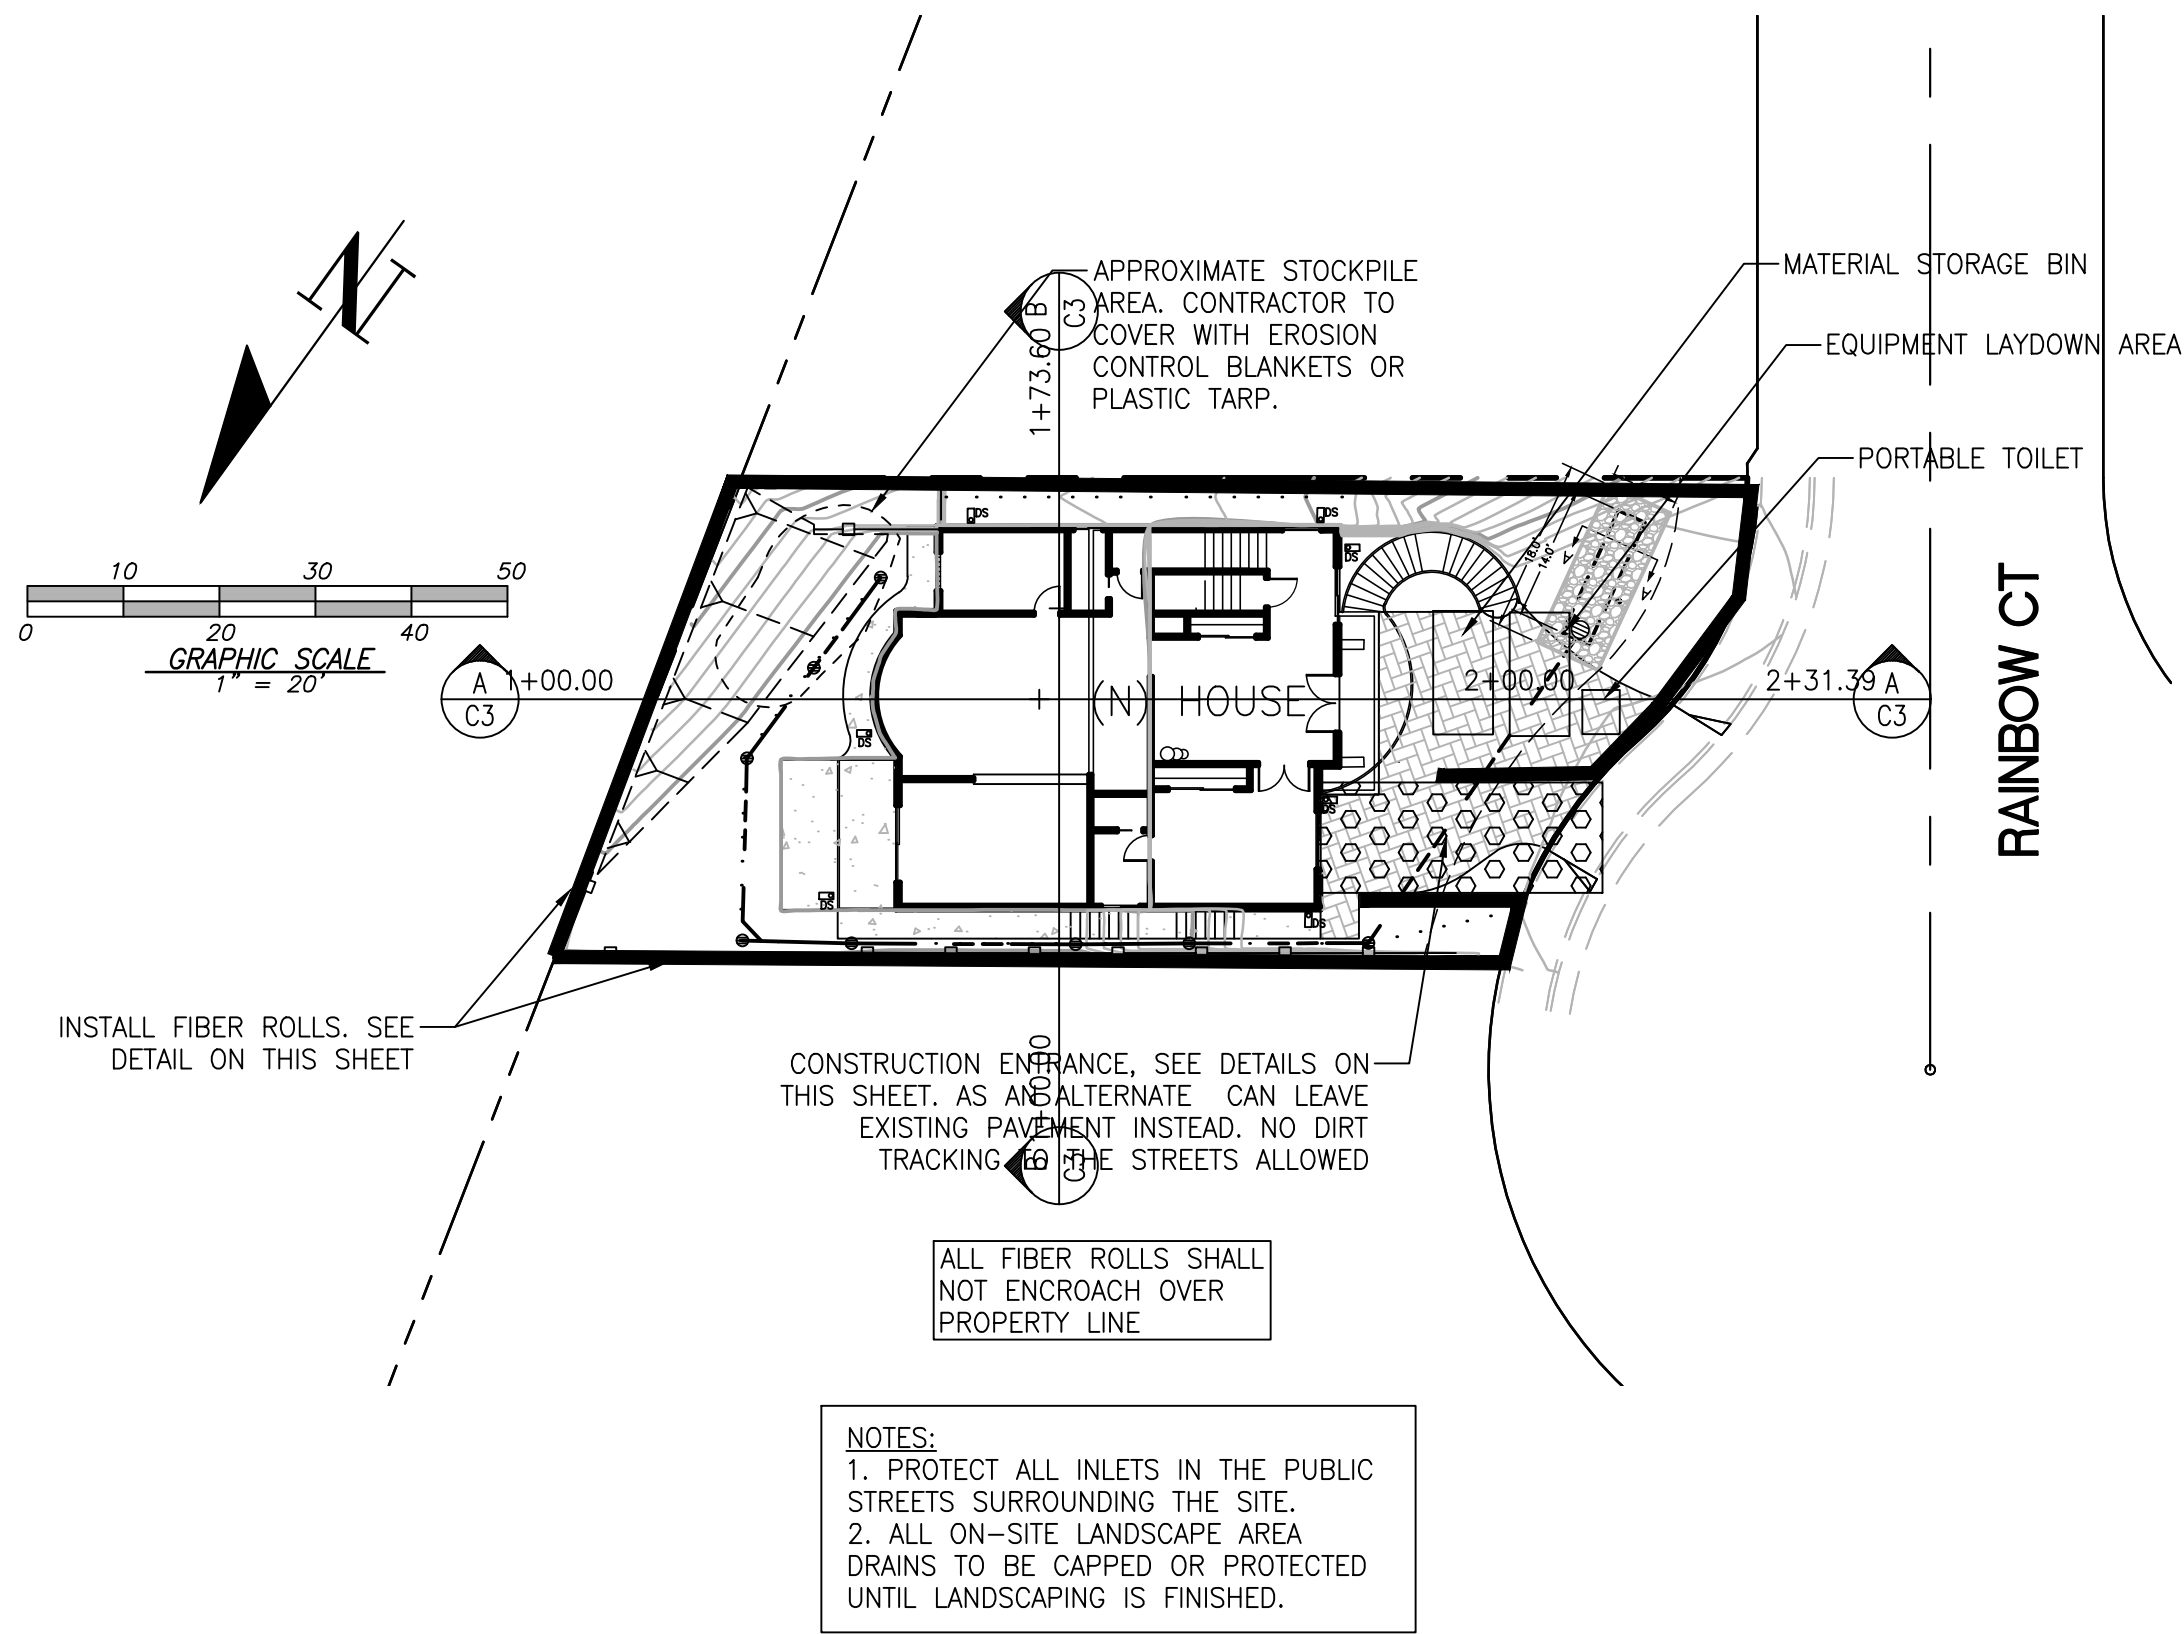 N
10 30 50
0 20 40
GRAPHIC SCALE
1" = 20'
APPROXIMATE STOCKPILE
AREA. CONTRACTOR TO
COVER WITH EROSION
CONTROL BLANKETS OR
PLASTIC TARP.
B
C3
1+73.60
MATERIAL STORAGE BIN
EQUIPMENT LAYDOWN AREA
PORTABLE TOILET
DS
DS
DS
18.0'
14.0'
A
A
A
C3
1+00.00
(N) HOUSE
2+00.00
2+31.39
A
C3
RAINBOW CT
DS
DS
DS
DS
INSTALL FIBER ROLLS. SEE
DETAIL ON THIS SHEET
1+00.00
B
C3
CONSTRUCTION ENTRANCE, SEE DETAILS ON
THIS SHEET. AS AN ALTERNATE CAN LEAVE
EXISTING PAVEMENT INSTEAD. NO DIRT
TRACKING TO THE STREETS ALLOWED
ALL FIBER ROLLS SHALL
NOT ENCROACH OVER
PROPERTY LINE
NOTES:
1. PROTECT ALL INLETS IN THE PUBLIC
STREETS SURROUNDING THE SITE.
2. ALL ON-SITE LANDSCAPE AREA
DRAINS TO BE CAPPED OR PROTECTED
UNTIL LANDSCAPING IS FINISHED.